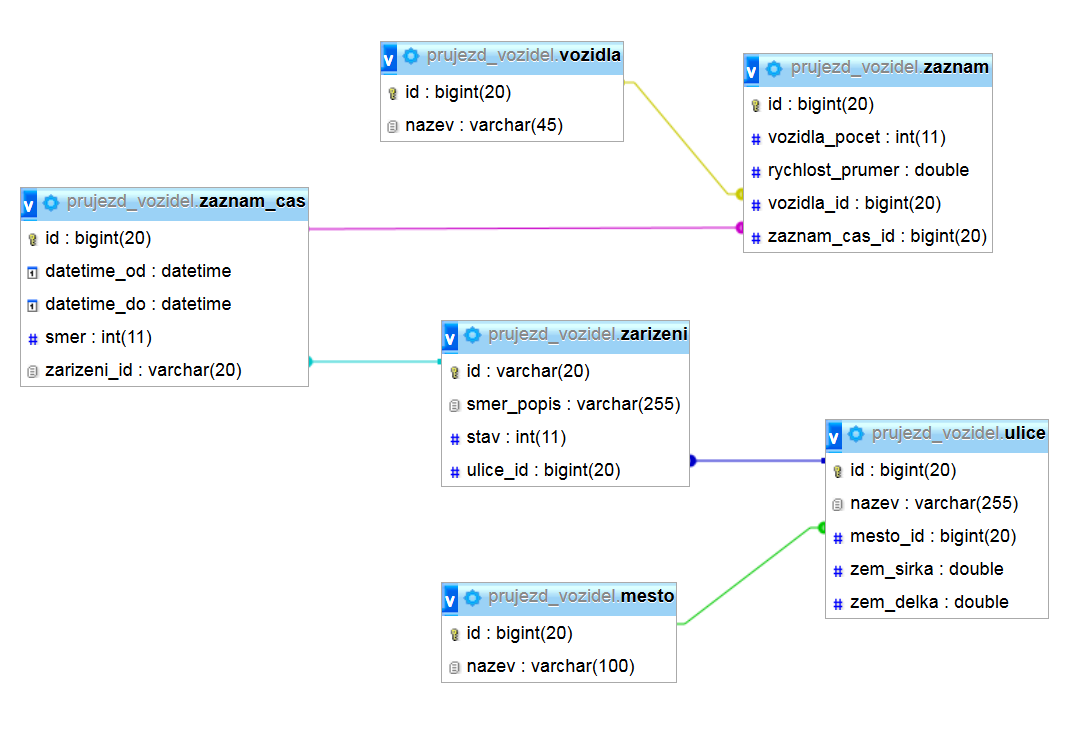 prujezd_vozidel.vozidla
id : bigint(20)
nazev : varchar(45)
prujezd_vozidel.zaznam
id : bigint(20)
vozidla_pocet : int(11)
rychlost_prumer : double
vozidla_id : bigint(20)
zaznam_cas_id : bigint(20)
prujezd_vozidel.zaznam_cas
id : bigint(20)
datetime_od : datetime
datetime_do : datetime
smer : int(11)
zarizeni_id : varchar(20)
prujezd_vozidel.zarizeni
id : varchar(20)
smer_popis : varchar(255)
stav : int(11)
ulice_id : bigint(20)
prujezd_vozidel.ulice
id : bigint(20)
nazev : varchar(255)
mesto_id : bigint(20)
zem_sirka : double
zem_delka : double
prujezd_vozidel.mesto
id : bigint(20)
nazev : varchar(100)